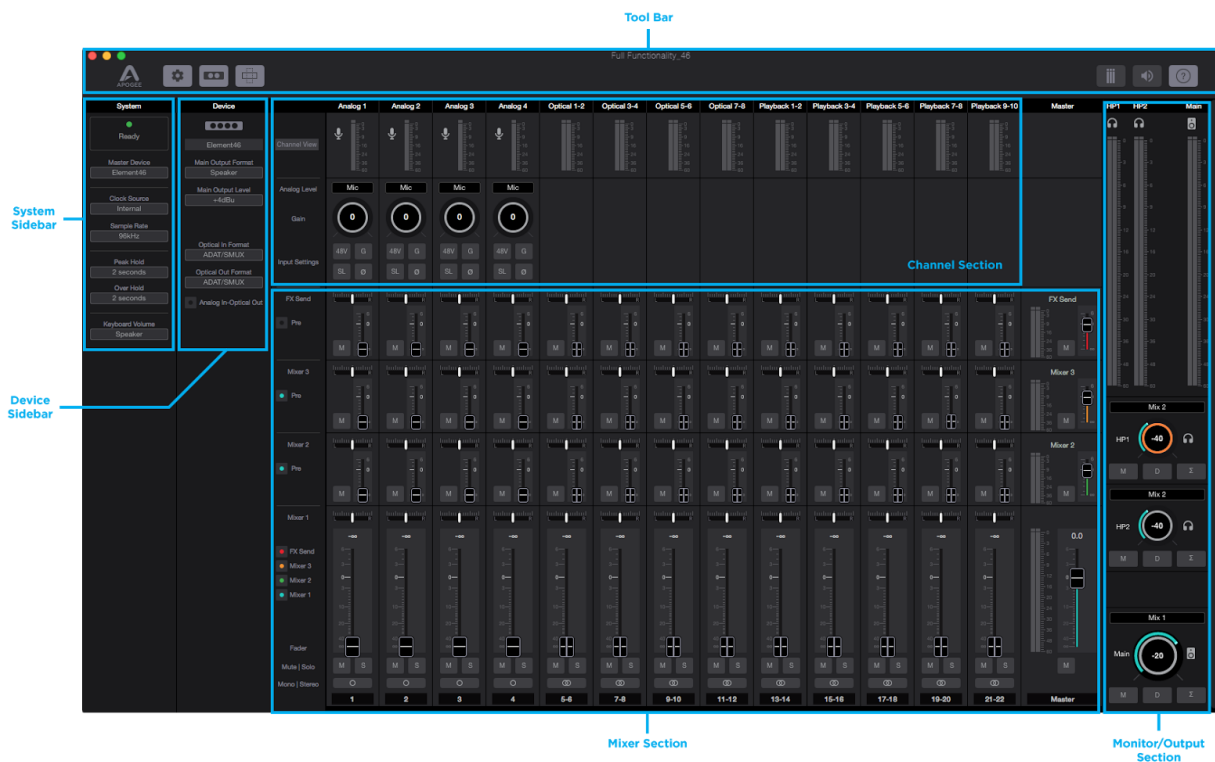 Tool Bar
Full Functionality_46
APOGEE
System
Device
Analog 1 Analog 2 Analog 3 Analog 4 Optical 1-2 Optical 3-4 Optical 5-6 Optical 7-8 Playback 1-2 Playback 3-4 Playback 5-6 Playback 7-8 Playback 9-10 Master
HP1 HP2 Main
Ready
Master Device
Element46
Clock Source
Internal
Sample Rate
96kHz
Peak Hold
2 seconds
Over Hold
2 seconds
Keyboard Volume
Speaker
Element46
Main Output Format
Speaker
Main Output Level
+4dBu
Optical In Format
ADAT/SMUX
Optical Out Format
ADAT/SMUX
Analog In-Optical Out
System
Sidebar
Device
Sidebar
Channel View
Analog Level Mic Mic Mic Mic
Gain 0 0 0 0
48V G 48V G 48V G 48V G
Input Settings
SL Ø SL Ø SL Ø SL Ø
Channel Section
FX Send FX Send
Pre
M M M M M M M M M M M M M M
Mixer 3 Mixer 3
Pre
M M M M M M M M M M M M M M
Mixer 2 Mixer 2
Pre
M M M M M M M M M M M M M M
Mixer 1
-∞ -∞ -∞ -∞ -∞ -∞ -∞ -∞ -∞ -∞ -∞ -∞ -∞ 0.0
FX Send
Mixer 3
Mixer 2
Mixer 1
Fader
Mute | Solo M S M S M S M S M S M S M S M S M S M S M S M S M S M
Mono | Stereo
1 2 3 4 5-6 7-8 9-10 11-12 13-14 15-16 17-18 19-20 21-22 Master
Mix 2
HP1 -40
M D Σ
Mix 2
HP2 -40
M D Σ
Mix 1
Main -20
M D Σ
Mixer Section
Monitor/Output
Section